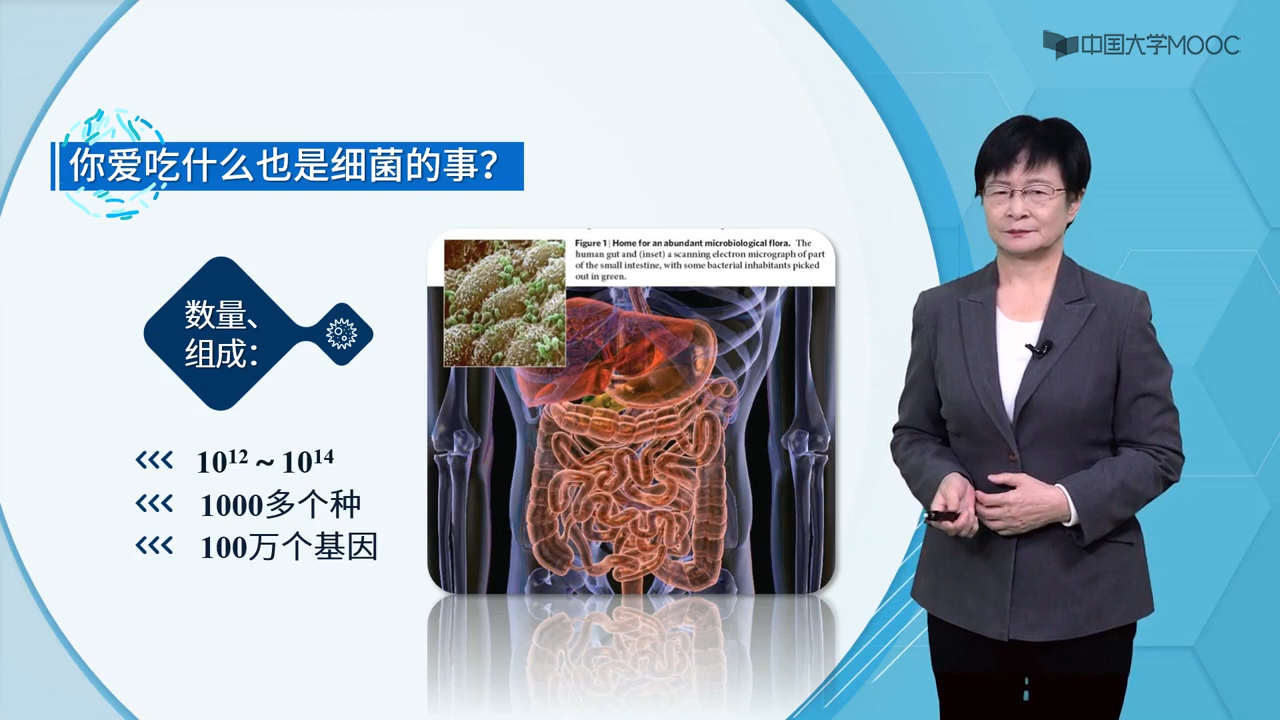 中国大学MOOC
你爱吃什么也是细菌的事？
数量、
组成：
10¹²～10¹⁴
1000多个种
100万个基因
Figure 1 | Home for an abundant microbiological flora. The
human gut and (inset) a scanning electron micrograph of part
of the small intestine, with some bacterial inhabitants picked
out in green.